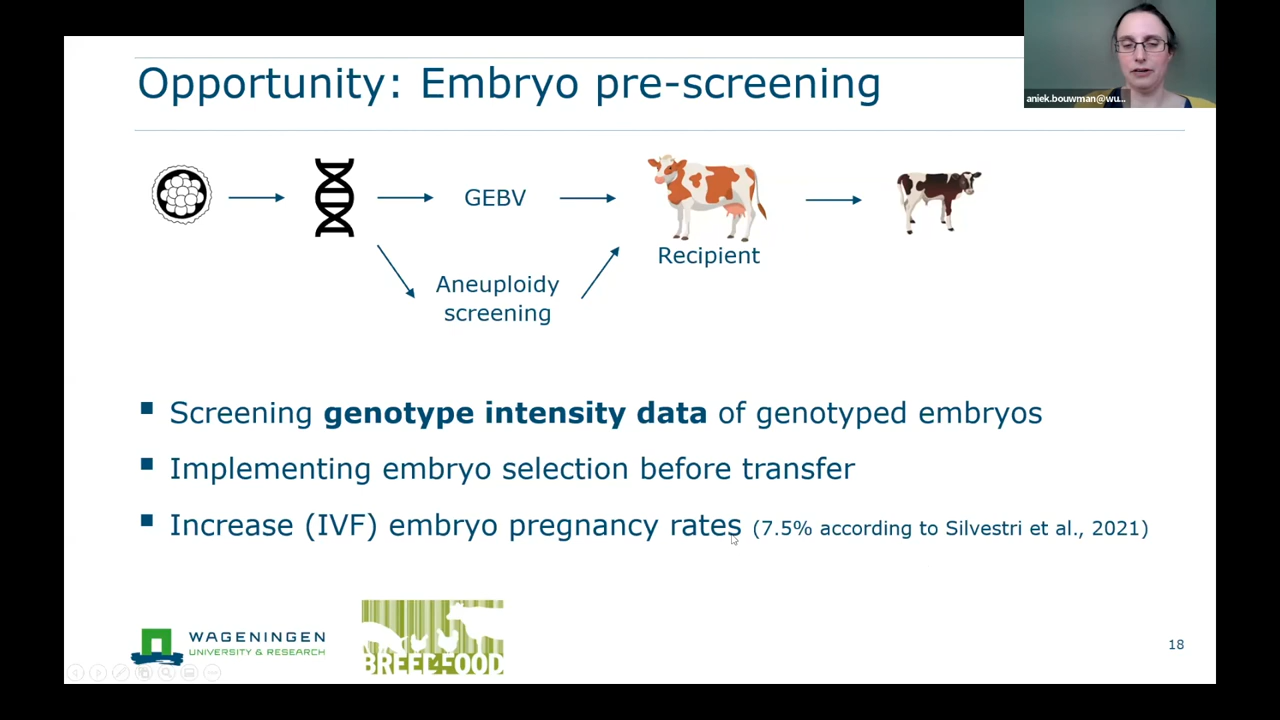 Opportunity: Embryo pre-screening
aniek.bouwman@wu...
GEBV
Recipient
Aneuploidy
screening
Screening genotype intensity data of genotyped embryos
Implementing embryo selection before transfer
Increase (IVF) embryo pregnancy rates (7.5% according to Silvestri et al., 2021)
WAGENINGEN
UNIVERSITY & RESEARCH
BREED4FOOD
18